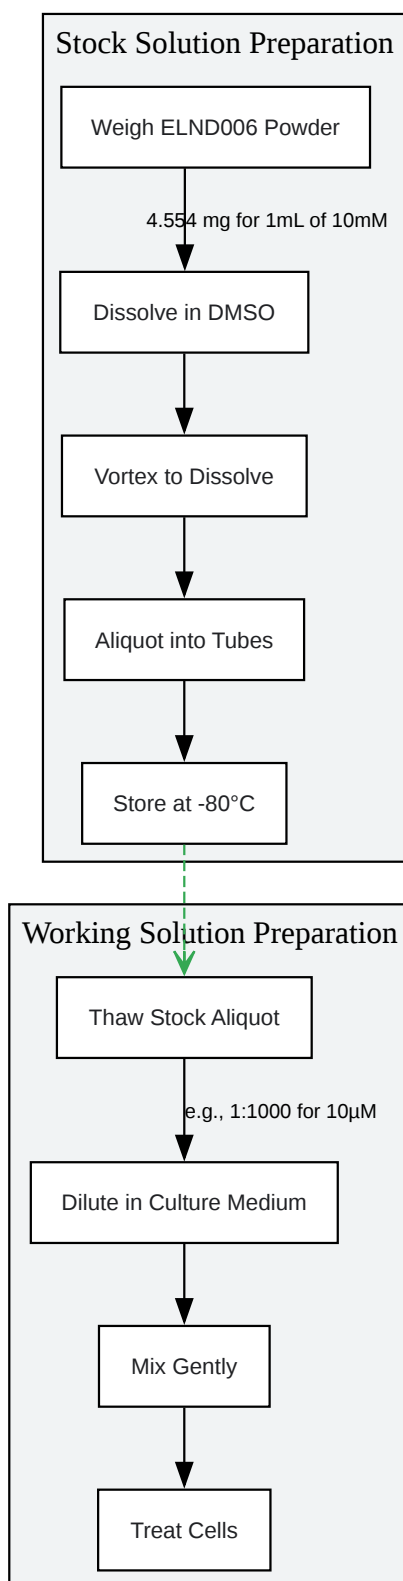 Stock Solution Preparation
Weigh ELND006 Powder
4.554 mg for 1mL of 10mM
Dissolve in DMSO
Vortex to Dissolve
Aliquot into Tubes
Store at -80°C
Working Solution Preparation
Thaw Stock Aliquot
e.g., 1:1000 for 10µM
Dilute in Culture Medium
Mix Gently
Treat Cells